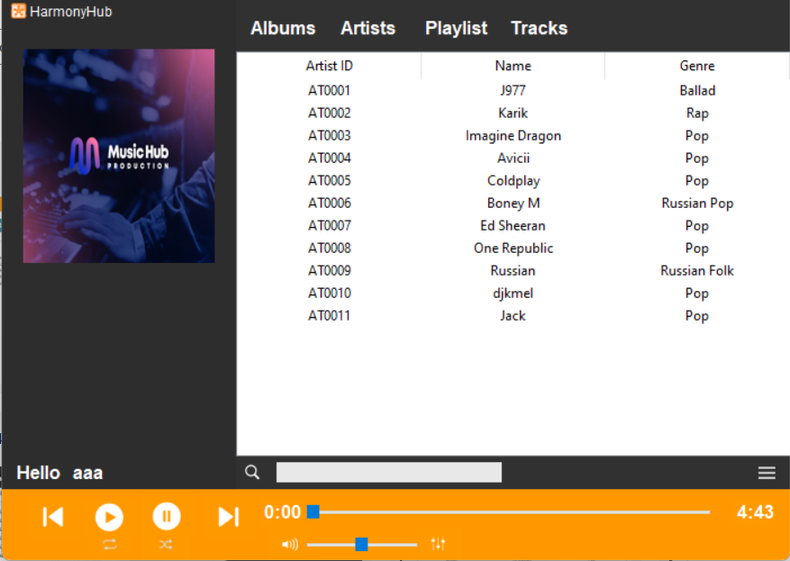 HarmonyHub
Albums Artists Playlist Tracks
Music Hub
PRODUCTION
Artist ID Name Genre
AT0001 J977 Ballad
AT0002 Karik Rap
AT0003 Imagine Dragon Pop
AT0004 Avicii Pop
AT0005 Coldplay Pop
AT0006 Boney M Russian Pop
AT0007 Ed Sheeran Pop
AT0008 One Republic Pop
AT0009 Russian Russian Folk
AT0010 djkmel Pop
AT0011 Jack Pop
Hello aaa
0:00 4:43